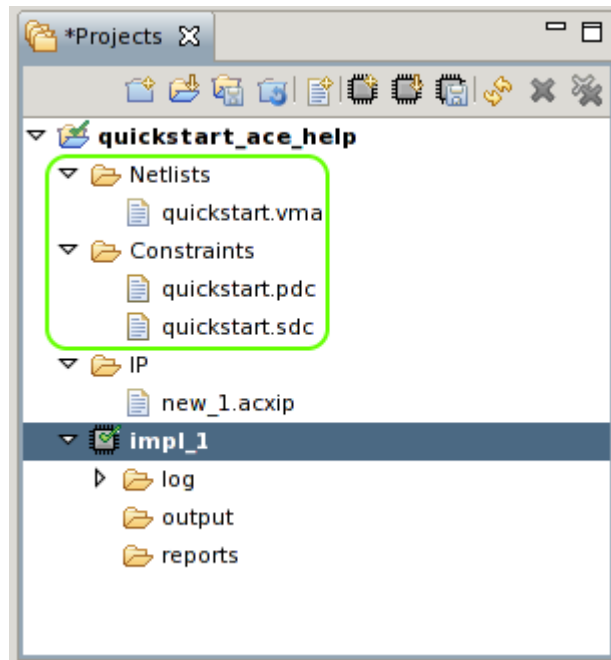 *Projects
quickstart_ace_help
Netlists
quickstart.vma
Constraints
quickstart.pdc
quickstart.sdc
IP
new_1.acxip
impl_1
log
output
reports